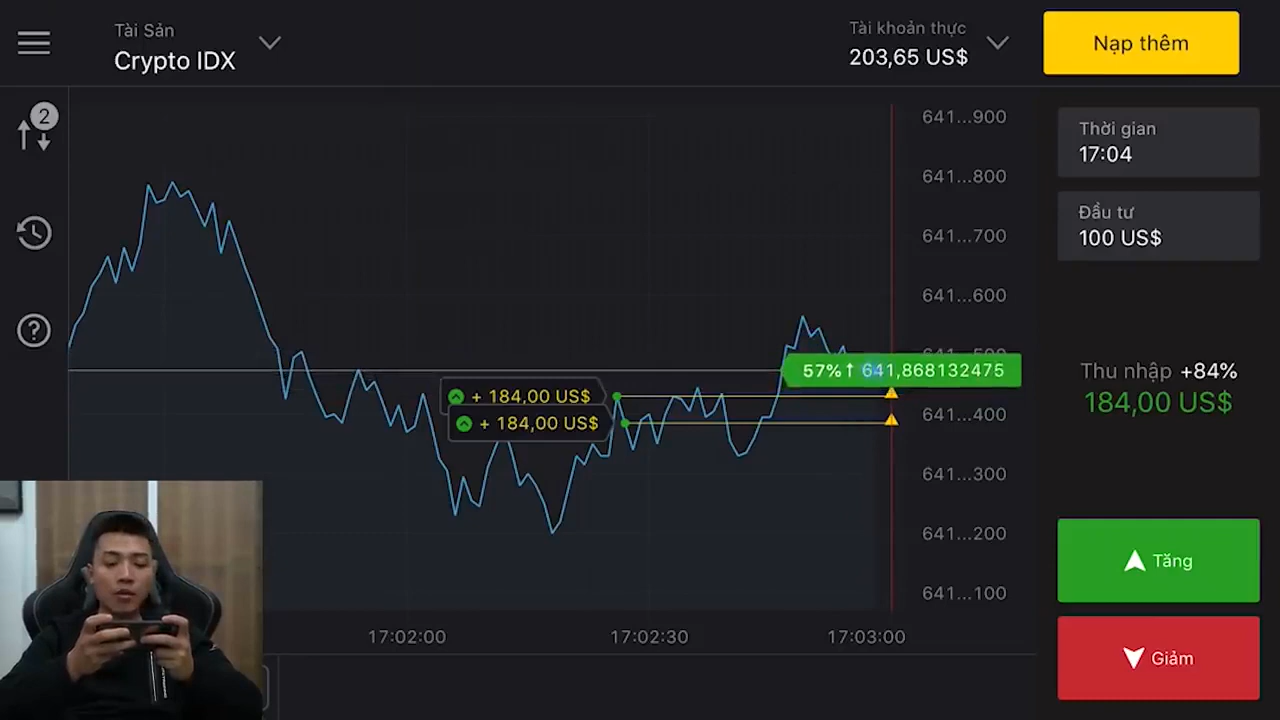 Tài Sản
Crypto IDX
Tài khoản thực
203,65 US$
Nạp thêm
2
641...900
641...800
641...700
641...600
641...400
641...300
641...200
641...100
57% 641,868132475
+ 184,00 US$
+ 184,00 US$
17:02:00
17:02:30
17:03:00
Thời gian
17:04
Đầu tư
100 US$
Thu nhập +84%
184,00 US$
Tăng
Giảm